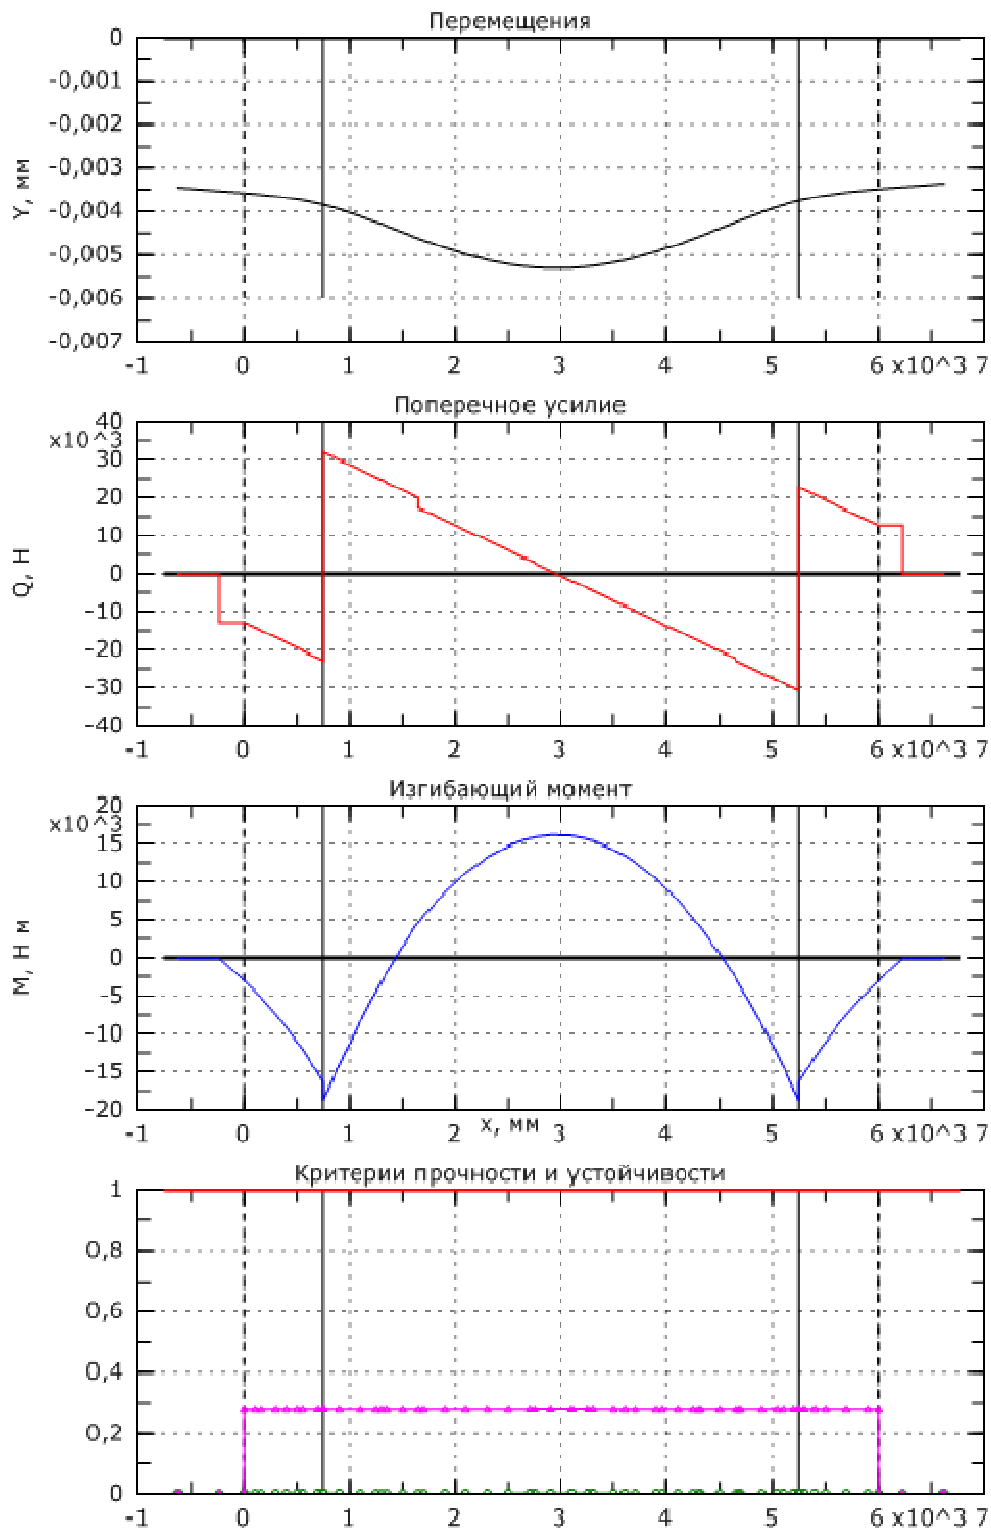 Перемещения
0
-0,001
-0,002
-0,003
-0,004
-0,005
-0,006
-0,007
Y, мм
-1 0 1 2 3 4 5 6 x10^3 7
Поперечное усилие
40
x10^3
30
20
10
0
-10
-20
-30
-40
Q, Н
-1 0 1 2 3 4 5 6 x10^3 7
Изгибающий момент
20
x10^3
15
10
5
0
-5
-10
-15
-20
М, Н м
-1 0 1 2 3 4 5 6 x10^3 7
x, мм
Критерии прочности и устойчивости
1
0,8
0,6
0,4
0,2
0
-1 0 1 2 3 4 5 6 x10^3 7